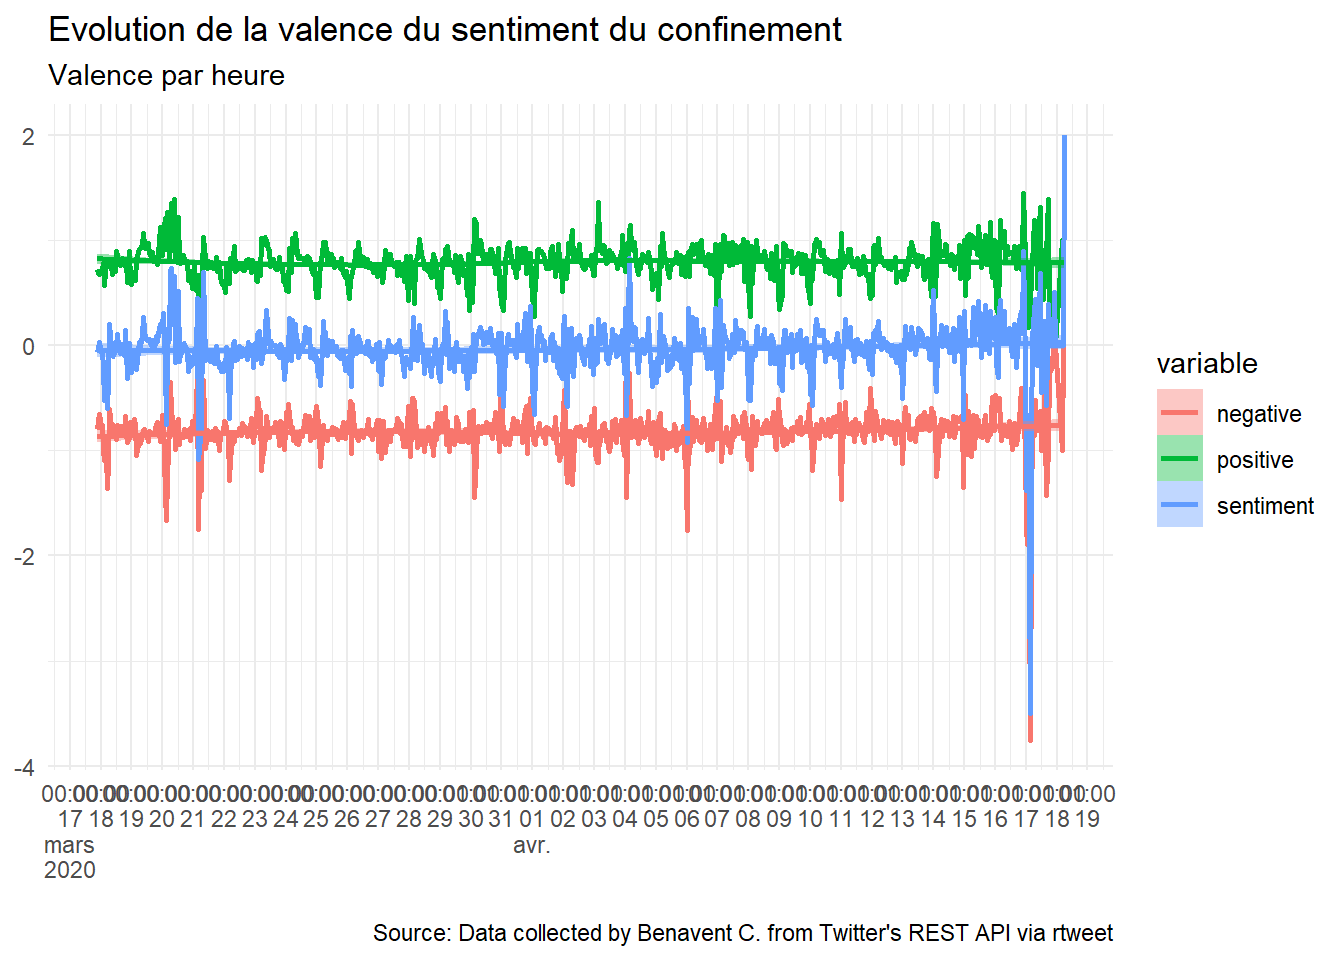 Evolution de la valence du sentiment du confinement
Valence par heure
2
0
-2
-4
17 18 19 20 21 22 23 24 25 26 27 28 29 30 31 01 02 03 04 05 06 07 08 09 10 11 12 13 14 15 16 17 18 19
mars avr.
2020
variable
negative
positive
sentiment
Source: Data collected by Benavent C. from Twitter's REST API via rtweet